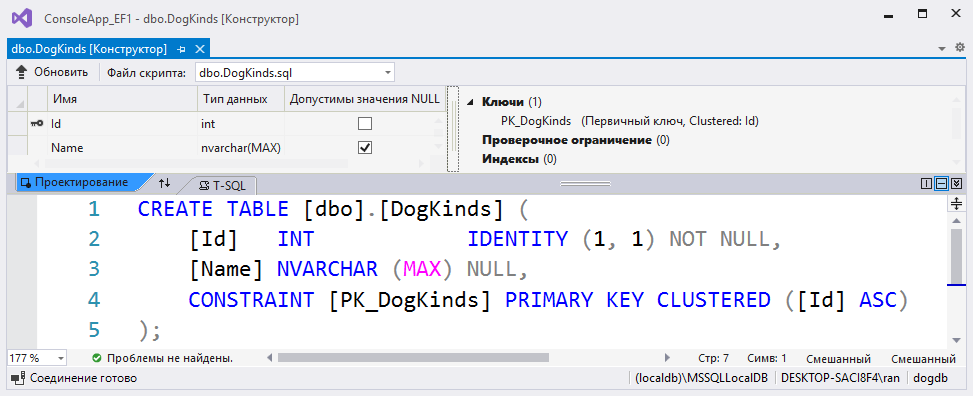 ConsoleApp_EF1 - dbo.DogKinds [Конструктор]
dbo.DogKinds [Конструктор]
Обновить Файл скрипта: dbo.DogKinds.sql
Имя Тип данных Допустимы значения NULL
Id int
Name nvarchar(MAX)
Ключи (1)
PK_DogKinds (Первичный ключ, Clustered: Id)
Проверочное ограничение (0)
Индексы (0)
Проектирование T-SQL
1 CREATE TABLE [dbo].[DogKinds] (
2 [Id] INT IDENTITY (1, 1) NOT NULL,
3 [Name] NVARCHAR (MAX) NULL,
4 CONSTRAINT [PK_DogKinds] PRIMARY KEY CLUSTERED ([Id] ASC)
5 );
177 % Проблемы не найдены. Стр: 7 Симв: 1 Смешанный Смешанный
Соединение готово (localdb)\MSSQLLocalDB DESKTOP-SACI8F4\ran dogdb